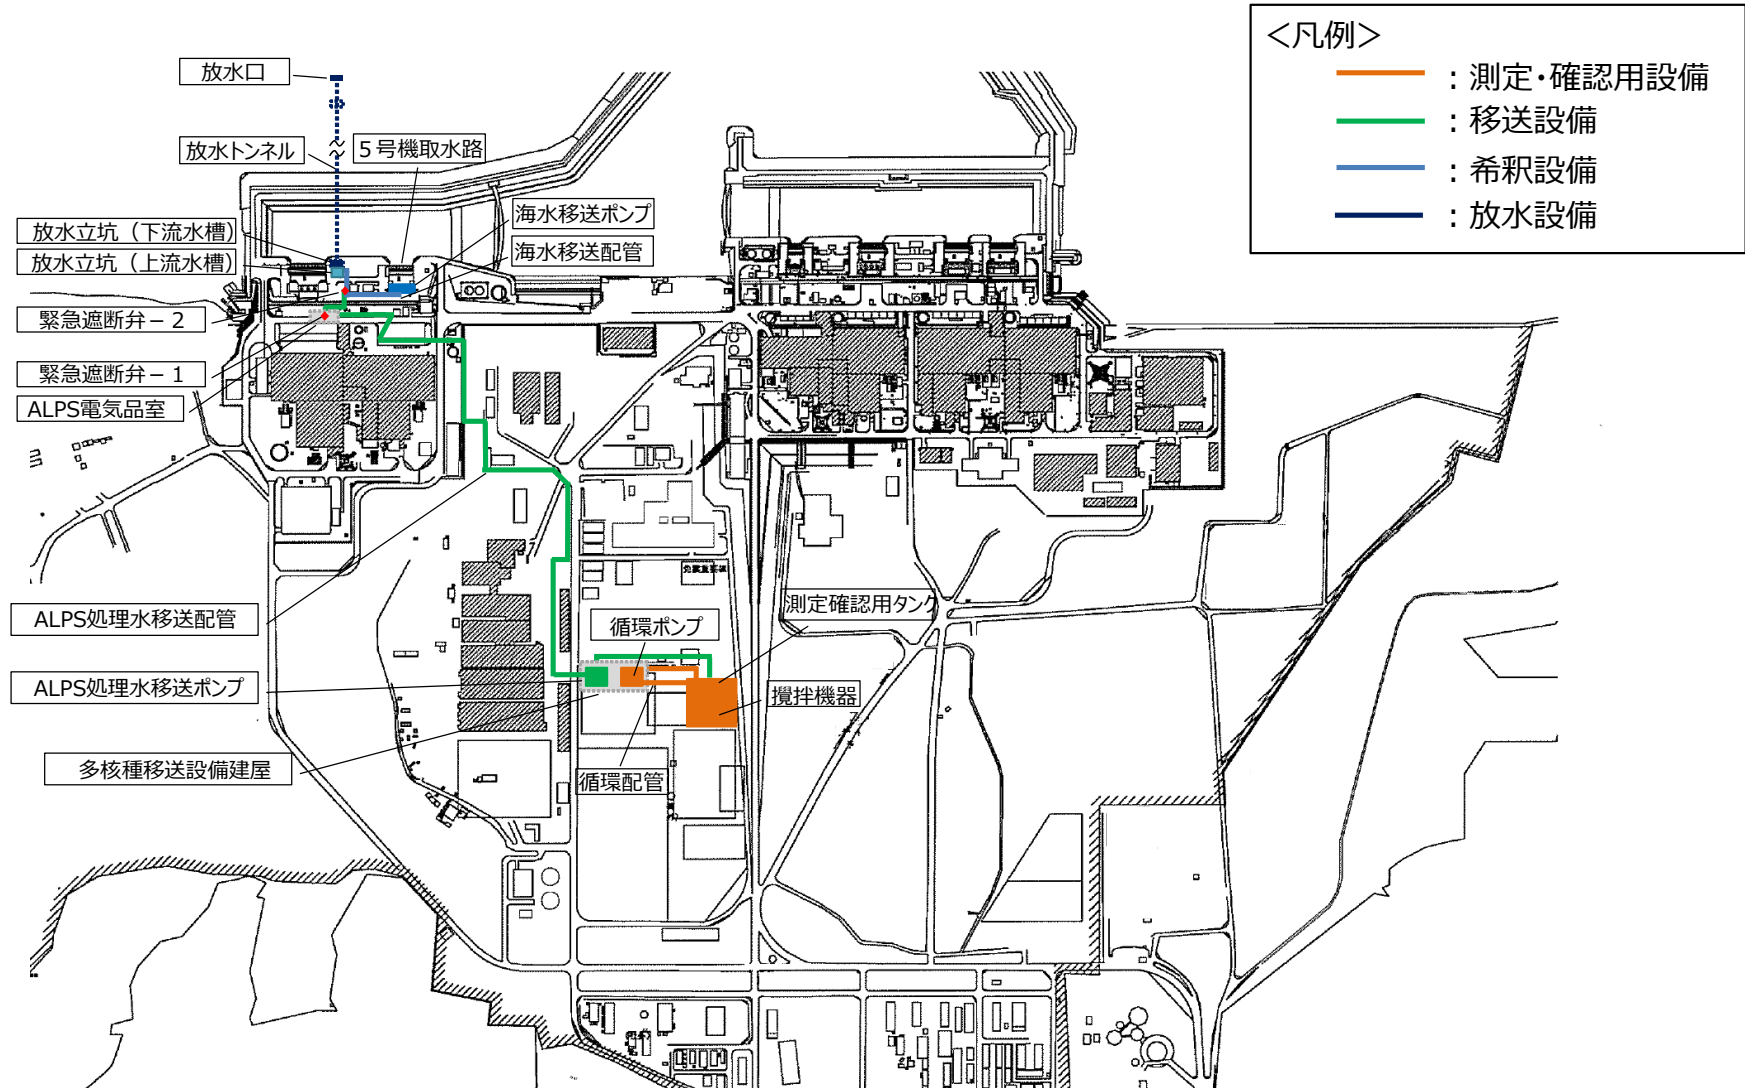 <凡例>
：測定・確認用設備
：移送設備
：希釈設備
：放水設備
放水口
放水トンネル
５号機取水路
海水移送ポンプ
放水立坑（下流水槽）
海水移送配管
放水立坑（上流水槽）
緊急遮断弁－２
緊急遮断弁－１
ALPS電気品室
測定確認用タンク
ALPS処理水移送配管
循環ポンプ
ALPS処理水移送ポンプ
攪拌機器
多核種移送設備建屋
循環配管